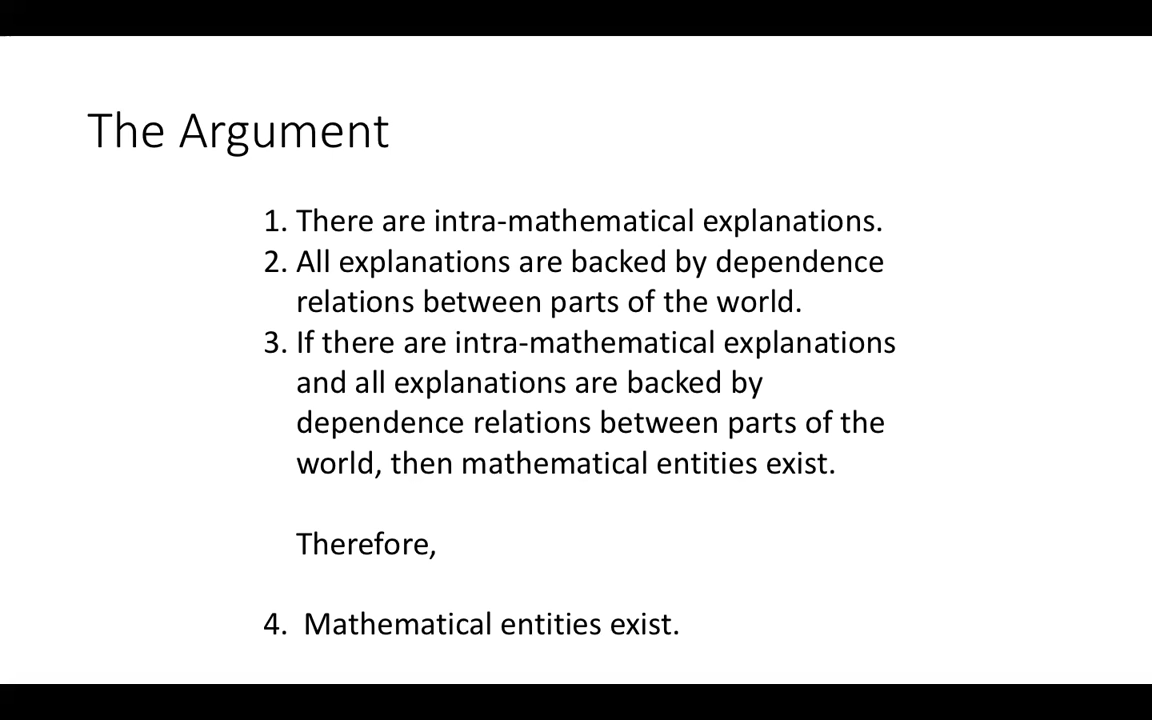 The Argument
1. There are intra-mathematical explanations.
2. All explanations are backed by dependence
relations between parts of the world.
3. If there are intra-mathematical explanations
and all explanations are backed by
dependence relations between parts of the
world, then mathematical entities exist.
Therefore,
4. Mathematical entities exist.